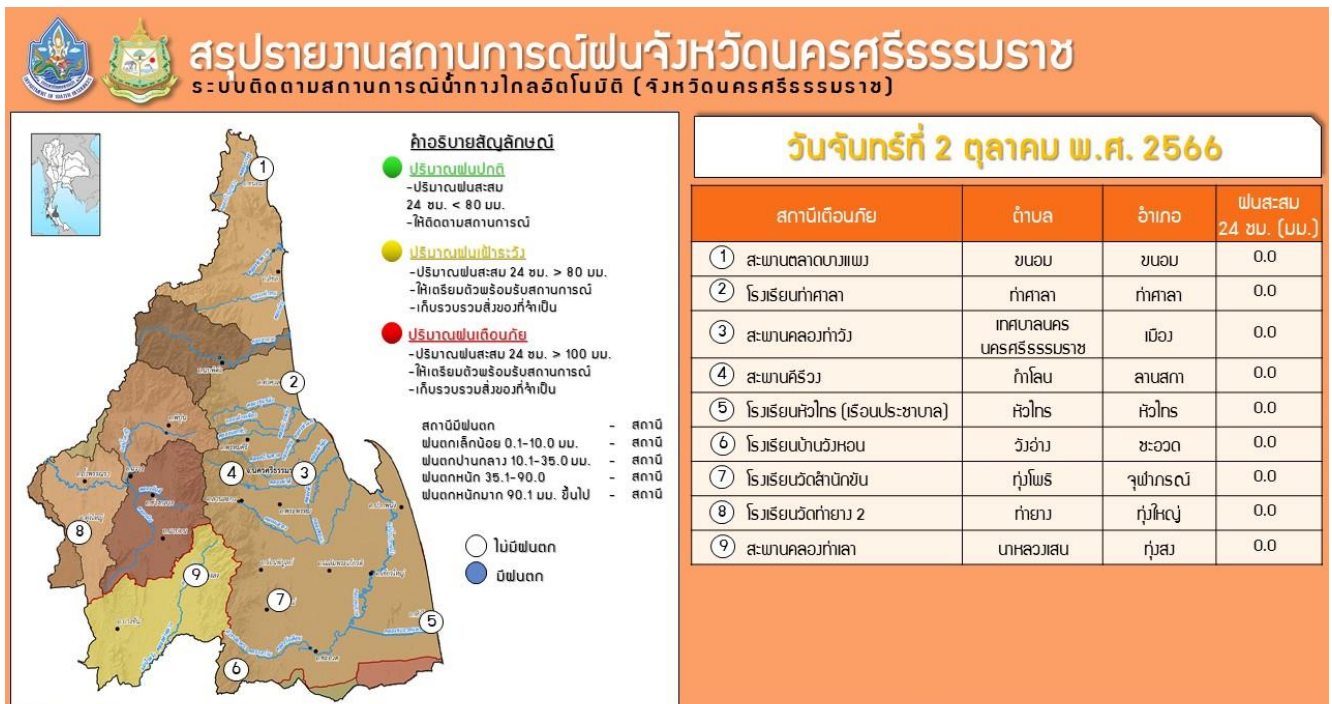 สรุปรายงานสถานการณ์ฝนจังหวัดนครศรีธรรมราช
ระบบติดตามสถานการณ์น้ำทางไกลอัตโนมัติ (จังหวัดนครศรีธรรมราช)
คำอธิบายสัญลักษณ์
ปริมาณฝนปกติ
-ปริมาณฝนสะสม
24 ชม. < 80 มม.
-ให้ติดตามสถานการณ์
ปริมาณฝนเฝ้าระวัง
-ปริมาณฝนสะสม 24 ชม. > 80 มม.
-ให้เตรียมตัวพร้อมรับสถานการณ์
-เก็บรวบรวมสิ่งของที่จำเป็น
ปริมาณฝนเตือนภัย
-ปริมาณฝนสะสม 24 ชม. > 100 มม.
-ให้เตรียมตัวพร้อมรับสถานการณ์
-เก็บรวบรวมสิ่งของที่จำเป็น
สถานีมีฝนตก - สถานี
ฝนตกเล็กน้อย 0.1-10.0 มม. - สถานี
ฝนตกปานกลาง 10.1-35.0 มม. - สถานี
ฝนตกหนัก 35.1-90.0 - สถานี
ฝนตกหนักมาก 90.1 มม. ขึ้นไป - สถานี
ไม่มีฝนตก
มีฝนตก
1
2
4
3
8
9
7
5
6
วันจันทร์ที่ 2 ตุลาคม พ.ศ. 2566
สถานีเตือนภัย ตำบล อำเภอ ฝนสะสม
24 ชม. (มม.)
1 สะพานตลาดบางแพง ขนอม ขนอม 0.0
2 โรงเรียนท่าศาลา ท่าศาลา ท่าศาลา 0.0
3 สะพานคลองท่าวัง เทศบาลนคร
นครศรีธรรมราช เมือง 0.0
4 สะพานคีรีวง กำโลน ลานสกา 0.0
5 โรงเรียนหัวไทร (เรือนประชาบาล) หัวไทร หัวไทร 0.0
6 โรงเรียนบ้านวังหอน วังอ่าง ชะอวด 0.0
7 โรงเรียนวัดสำนักขัน ทุ่งโพธิ จุฬาภรณ์ 0.0
8 โรงเรียนวัดท่ายาง 2 ท่ายาง ทุ่งใหญ่ 0.0
9 สะพานคลองท่าเลา นาหลวงเสน ทุ่งสง 0.0